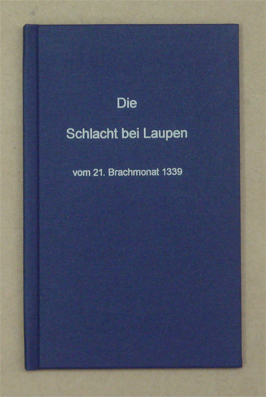 Die
Schlacht bei Laupen
vom 21. Brachmonat 1339